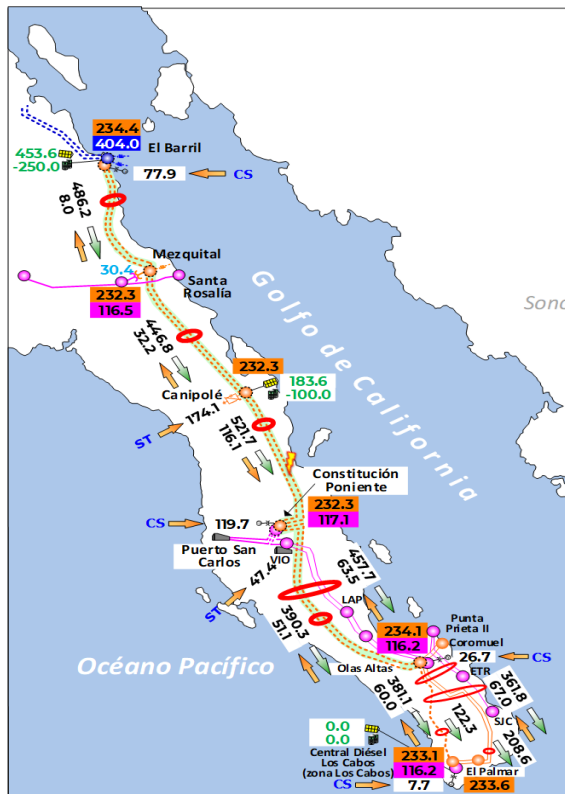 234.4
404.0
El Barril
453.6
-250.0
77.9
CS
486.2
8.0
Mezquital
30.4
Santa
Rosalía
232.3
116.5
Golfo de California
Sono
446.8
32.2
232.3
183.6
-100.0
Canipolé
174.1
ST
521.7
116.1
Constitución
Poniente
232.3
117.1
CS
119.7
Puerto San
Carlos
VIO
47.4
ST
457.7
63.5
LAP
390.3
51.1
234.1
116.2
Punta
Prieta II
Coromuel
26.7
CS
Olas Altas
ETR
Océano Pacífico
381.1
60.0
361.8
67.0
122.3
SJC
208.6
0.0
0.0
Central Diésel
Los Cabos
(zona Los Cabos)
233.1
116.2
El Palmar
CS
7.7
233.6